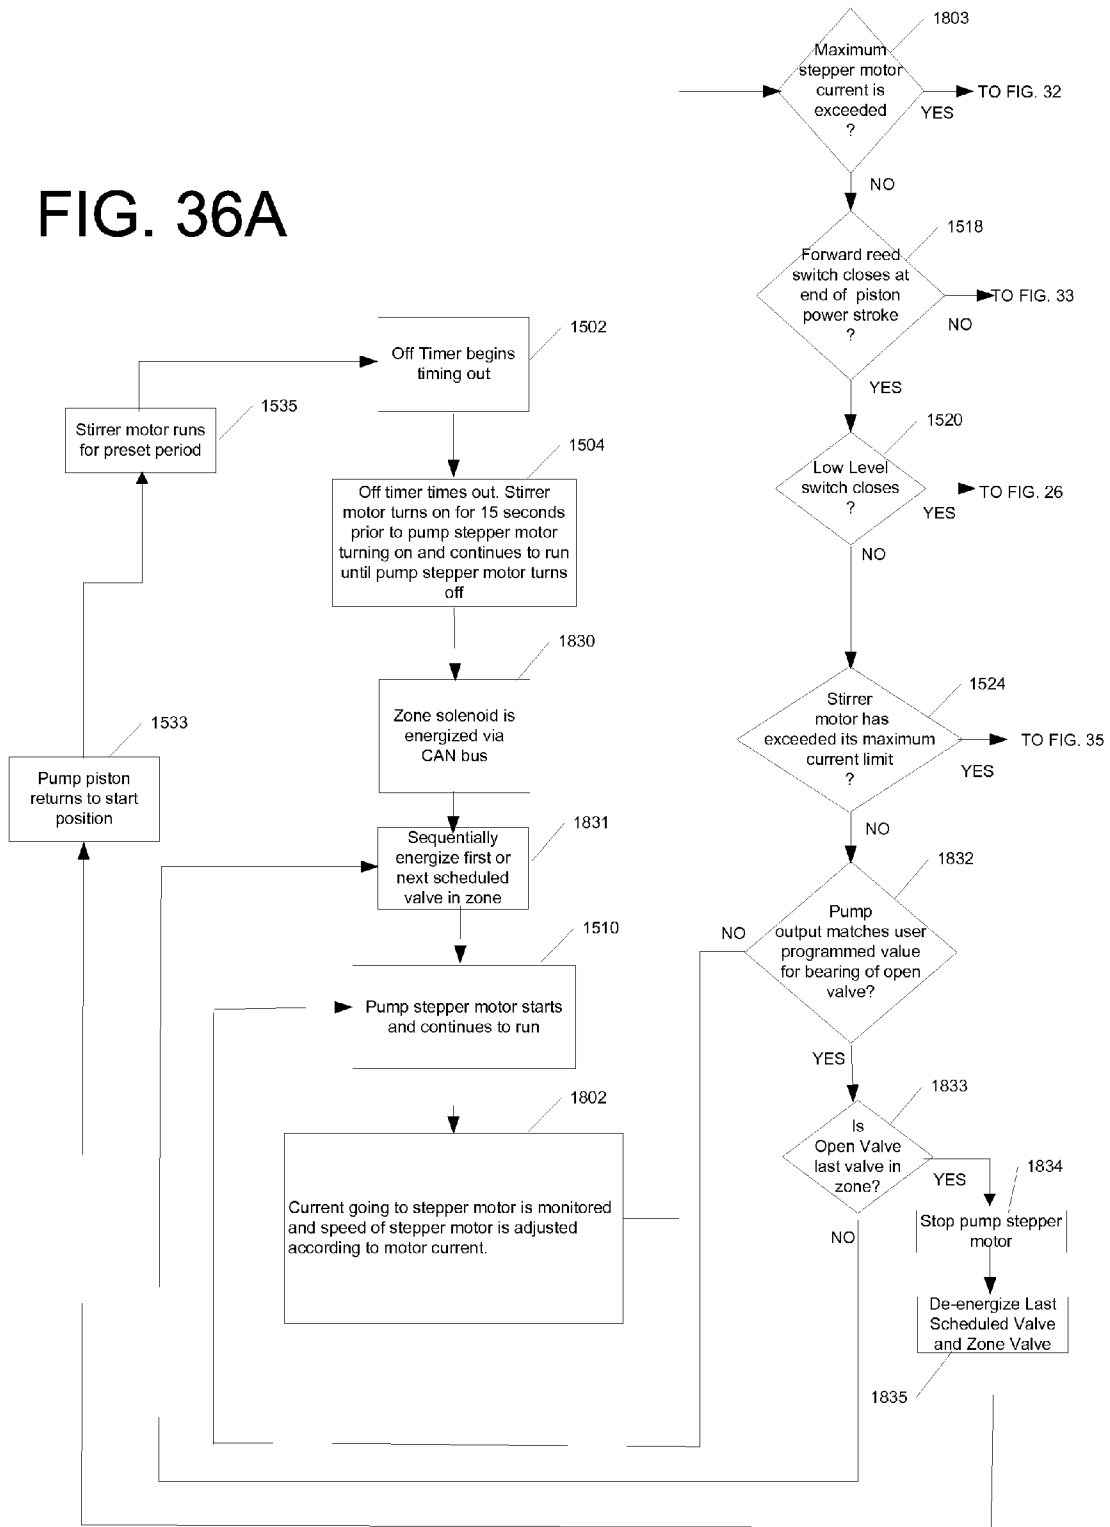 FIG. 36A
1502
Off Timer begins
timing out
1535
Stirrer motor runs
for preset period
1504
Off timer times out. Stirrer
motor turns on for 15 seconds
prior to pump stepper motor
turning on and continues to run
until pump stepper motor turns
off
1830
Zone solenoid is
energized via
CAN bus
1533
Pump piston
returns to start
position
1831
Sequentially
energize first or
next scheduled
valve in zone
1510
Pump stepper motor starts
and continues to run
1802
Current going to stepper motor is monitored
and speed of stepper motor is adjusted
according to motor current.
1803
Maximum
stepper motor
current is
exceeded
?
TO FIG. 32
YES
NO
1518
Forward reed
switch closes at
end of piston
power stroke
?
TO FIG. 33
NO
YES
1520
Low Level
switch closes
?
TO FIG. 26
YES
NO
1524
Stirrer
motor has
exceeded its maximum
current limit
?
TO FIG. 35
YES
NO
1832
Pump
output matches user
programmed value
for bearing of open
valve?
NO
YES
1833
Is
Open Valve
last valve in
zone?
YES
NO
1834
Stop pump stepper
motor
De-energize Last
Scheduled Valve
and Zone Valve
1835